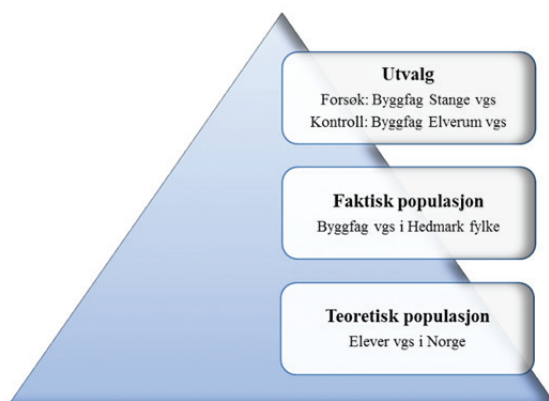 Utvalg
Forsøk: Byggfag Stange vgs
Kontroll: Byggfag Elverum vgs
Faktisk populasjon
Byggfag vgs i Hedmark fylke
Teoretisk populasjon
Elever vgs i Norge